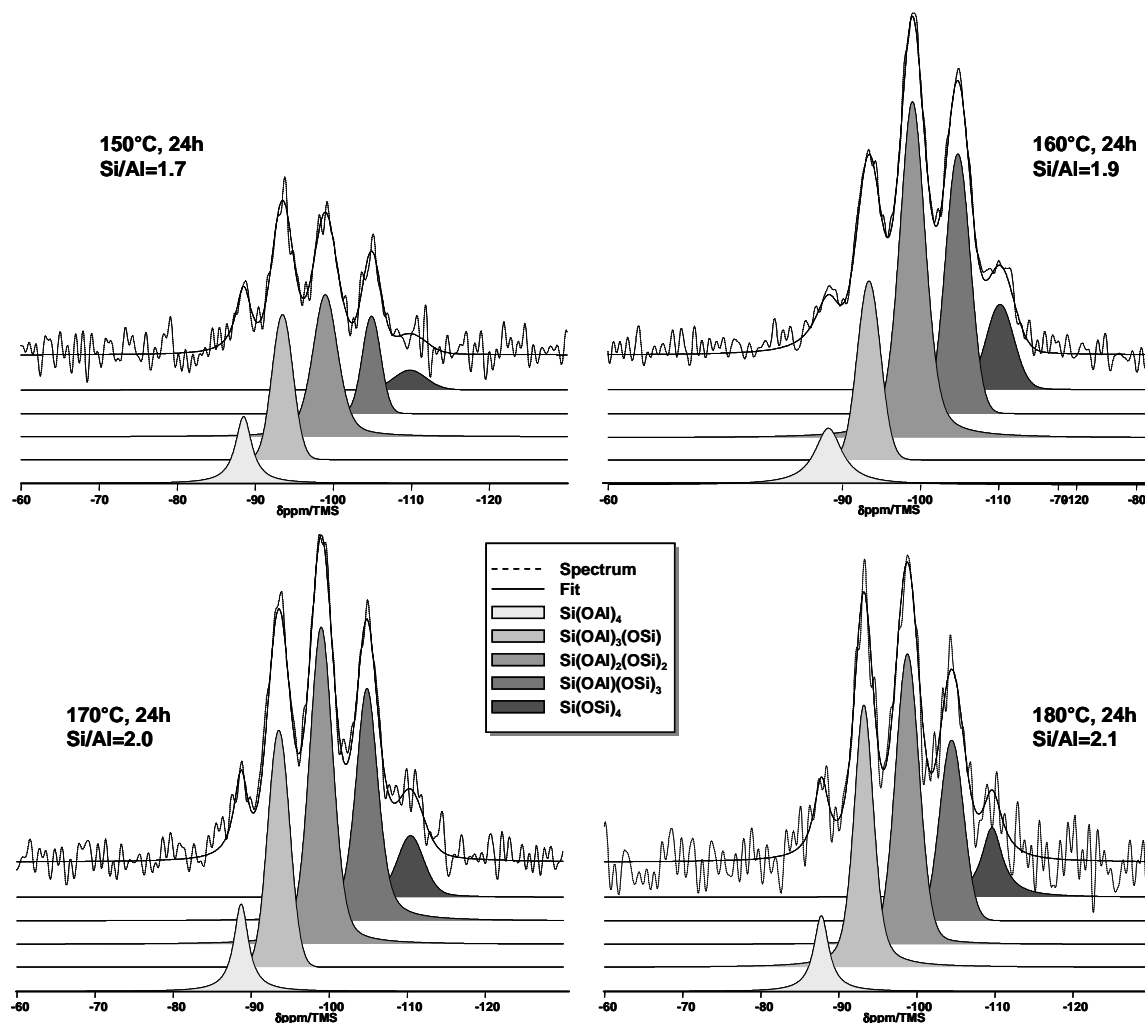 150°C, 24h
Si/Al=1.7
160°C, 24h
Si/Al=1.9
-60 -70 -80 -90 -100 -110 -120
δppm/TMS
-60 -90 -100 -110 -120 -80
δppm/TMS
170°C, 24h
Si/Al=2.0
Spectrum
Fit
Si(OAl)₄
Si(OAl)₃(OSi)
Si(OAl)₂(OSi)₂
Si(OAl)(OSi)₃
Si(OSi)₄
180°C, 24h
Si/Al=2.1
-60 -70 -80 -90 -100 -110 -120
δppm/TMS
-60 -70 -80 -90 -100 -110 -120
δppm/TMS